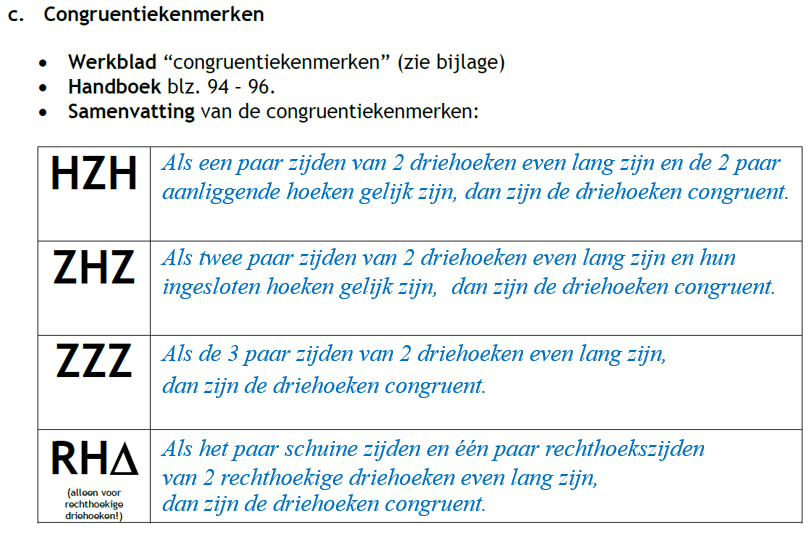 c. Congruentiekenmerken
• Werkblad “congruentiekenmerken” (zie bijlage)
• Handboek blz. 94 - 96.
• Samenvatting van de congruentiekenmerken:
HZH
Als een paar zijden van 2 driehoeken even lang zijn en de 2 paar
aanliggende hoeken gelijk zijn, dan zijn de driehoeken congruent.
ZHZ
Als twee paar zijden van 2 driehoeken even lang zijn en hun
ingesloten hoeken gelijk zijn, dan zijn de driehoeken congruent.
ZZZ
Als de 3 paar zijden van 2 driehoeken even lang zijn,
dan zijn de driehoeken congruent.
RHΔ
(alleen voor
rechthoekige
driehoeken!)
Als het paar schuine zijden en één paar rechthoekszijden
van 2 rechthoekige driehoeken even lang zijn,
dan zijn de driehoeken congruent.